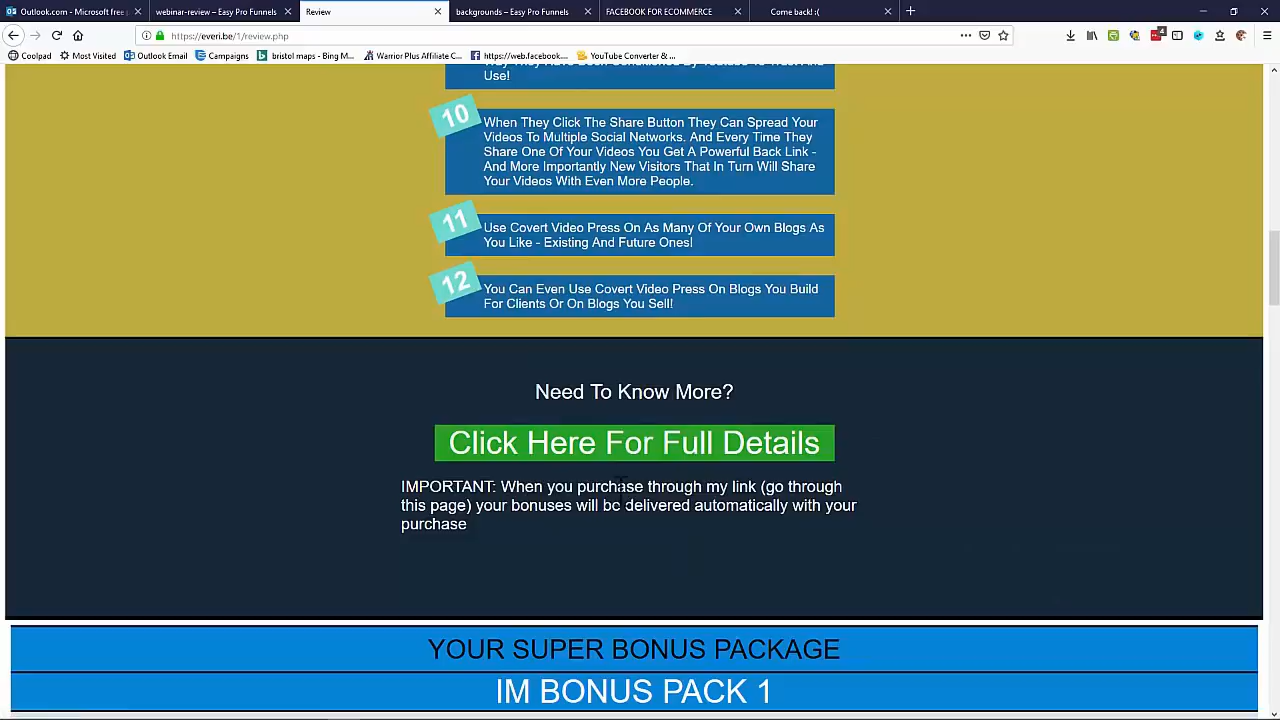 Outlook.com - Microsoft free
webinar-review – Easy Pro Funnels
Review
backgrounds – Easy Pro Funnels
FACEBOOK FOR ECOMMERCE
Come back! :(
https://everi.be/1/review.php
4
Coolpad
Most Visited
Outlook Email
Campaigns
bristol maps - Bing M...
Warrior Plus Affiliate C...
https://web.facebook....
YouTube Converter & ...
Use!
10
When They Click The Share Button They Can Spread Your
Videos To Multiple Social Networks. And Every Time They
Share One Of Your Videos You Get A Powerful Back Link -
And More Importantly New Visitors That In Turn Will Share
Your Videos With Even More People.
11
Use Covert Video Press On As Many Of Your Own Blogs As
You Like - Existing And Future Ones!
12
You Can Even Use Covert Video Press On Blogs You Build
For Clients Or On Blogs You Sell!
Need To Know More?
Click Here For Full Details
IMPORTANT: When you purchase through my link (go through
this page) your bonuses will be delivered automatically with your
purchase
YOUR SUPER BONUS PACKAGE
IM BONUS PACK 1